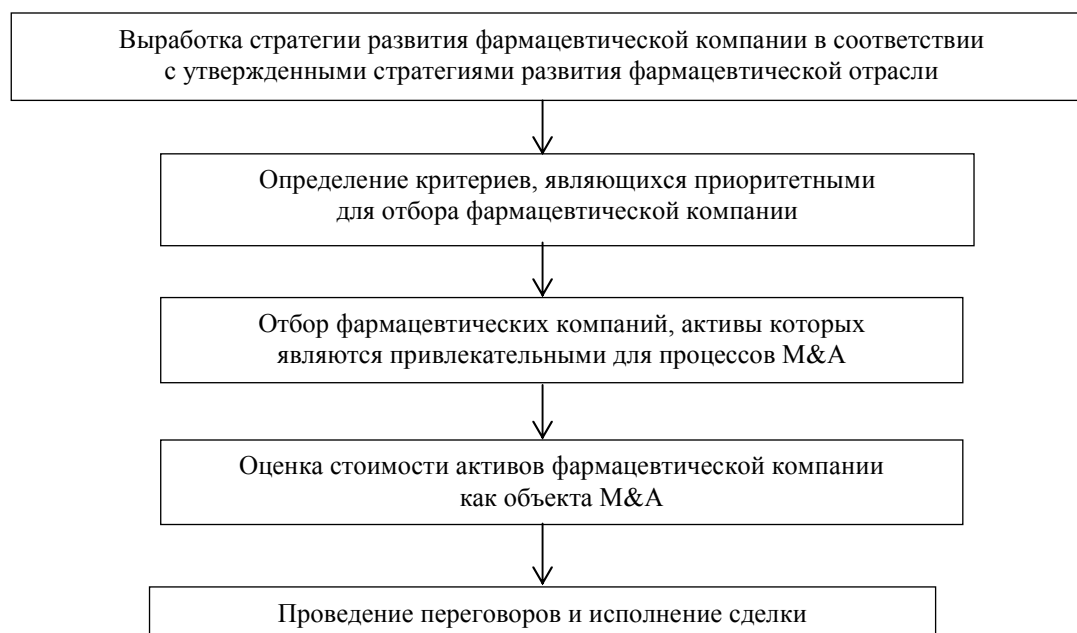 Выработка стратегии развития фармацевтической компании в соответствии
с утвержденными стратегиями развития фармацевтической отрасли
Определение критериев, являющихся приоритетными
для отбора фармацевтической компании
Отбор фармацевтических компаний, активы которых
являются привлекательными для процессов M&A
Оценка стоимости активов фармацевтической компании
как объекта M&A
Проведение переговоров и исполнение сделки